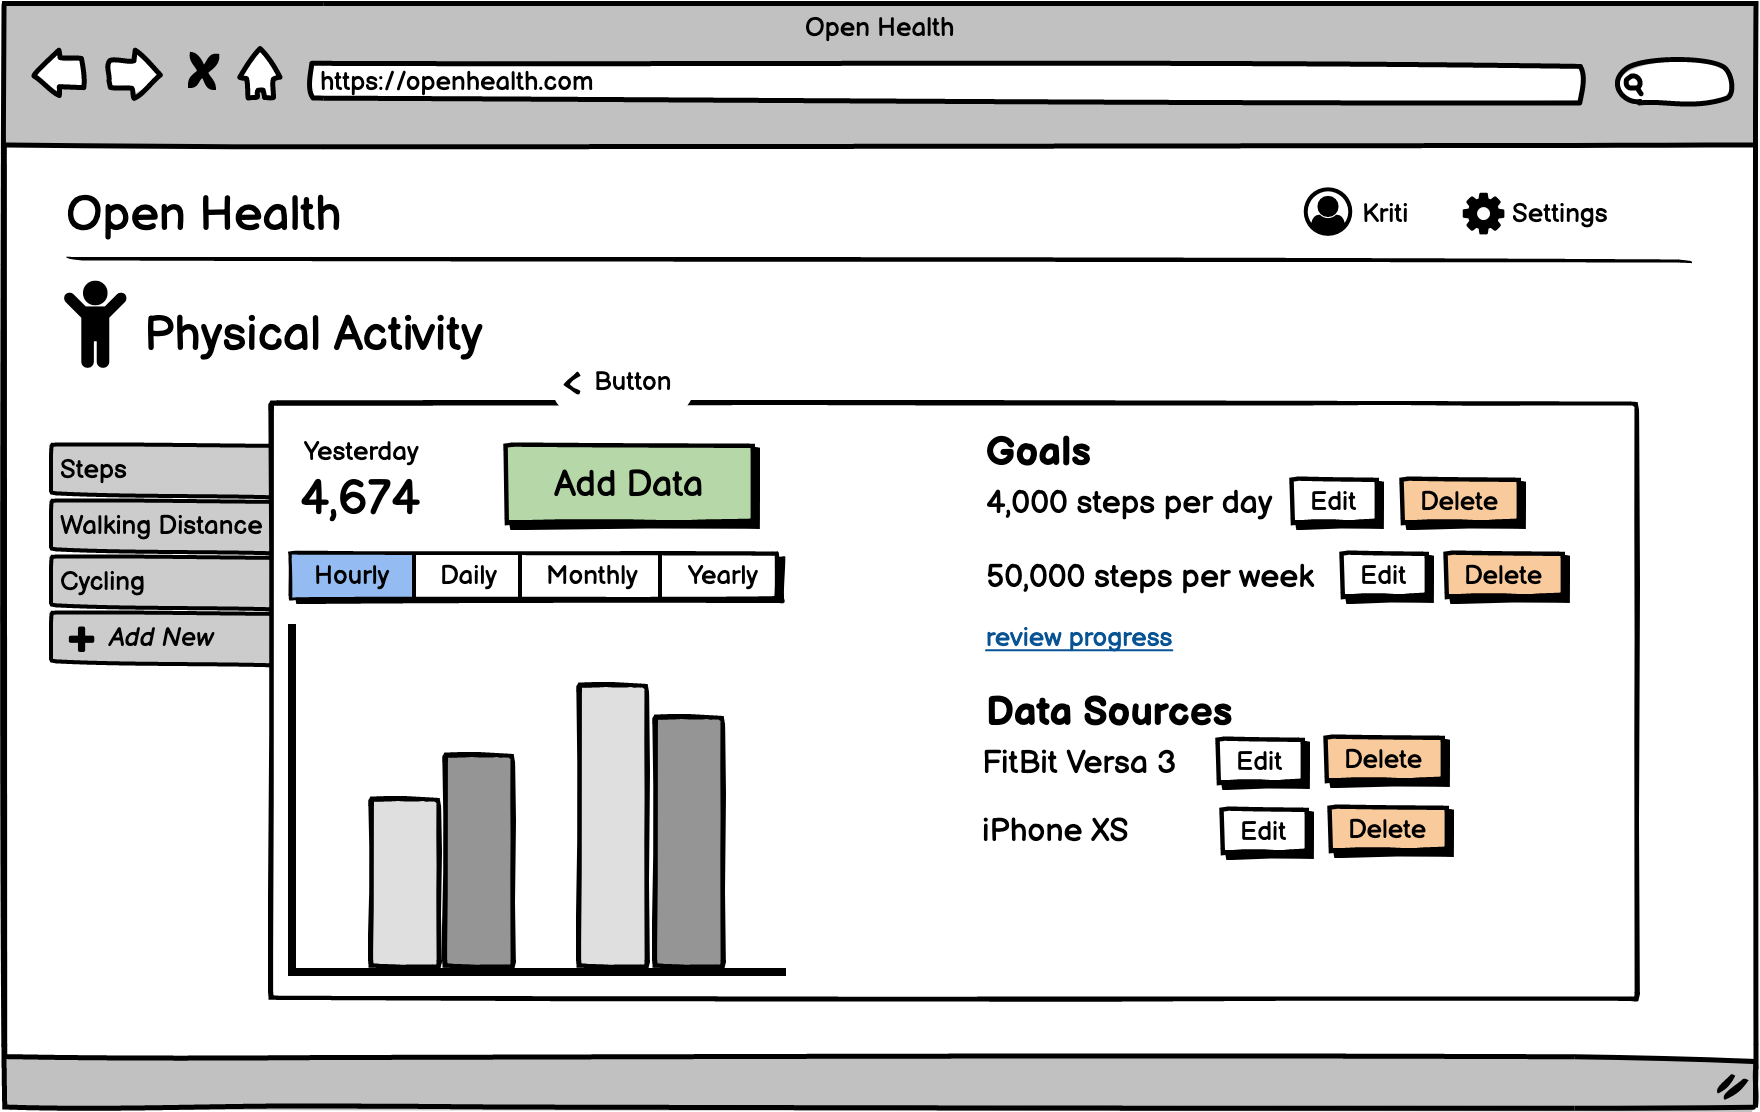 Open Health
https://openhealth.com
Open Health
Kriti
Settings
Physical Activity
Button
Steps
Walking Distance
Cycling
Add New
Yesterday
4,674
Add Data
Hourly
Daily
Monthly
Yearly
Goals
4,000 steps per day
Edit
Delete
50,000 steps per week
Edit
Delete
review progress
Data Sources
FitBit Versa 3
Edit
Delete
iPhone XS
Edit
Delete